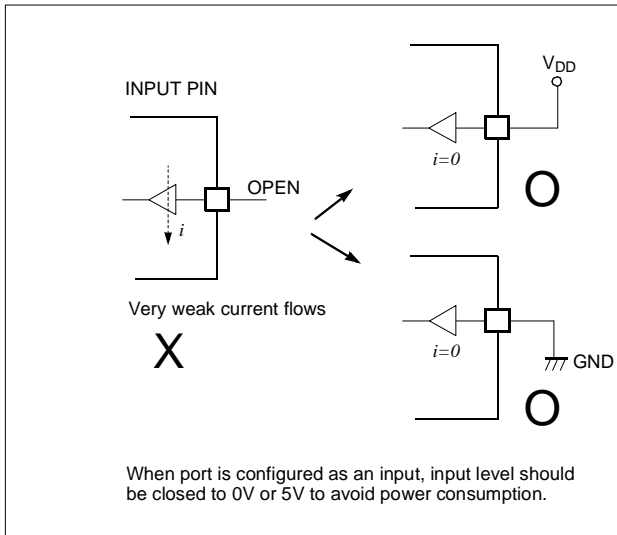 INPUT PIN
OPEN
i
Very weak current flows
X
VDD
i=0
O
i=0
GND
O
When port is configured as an input, input level should
be closed to 0V or 5V to avoid power consumption.